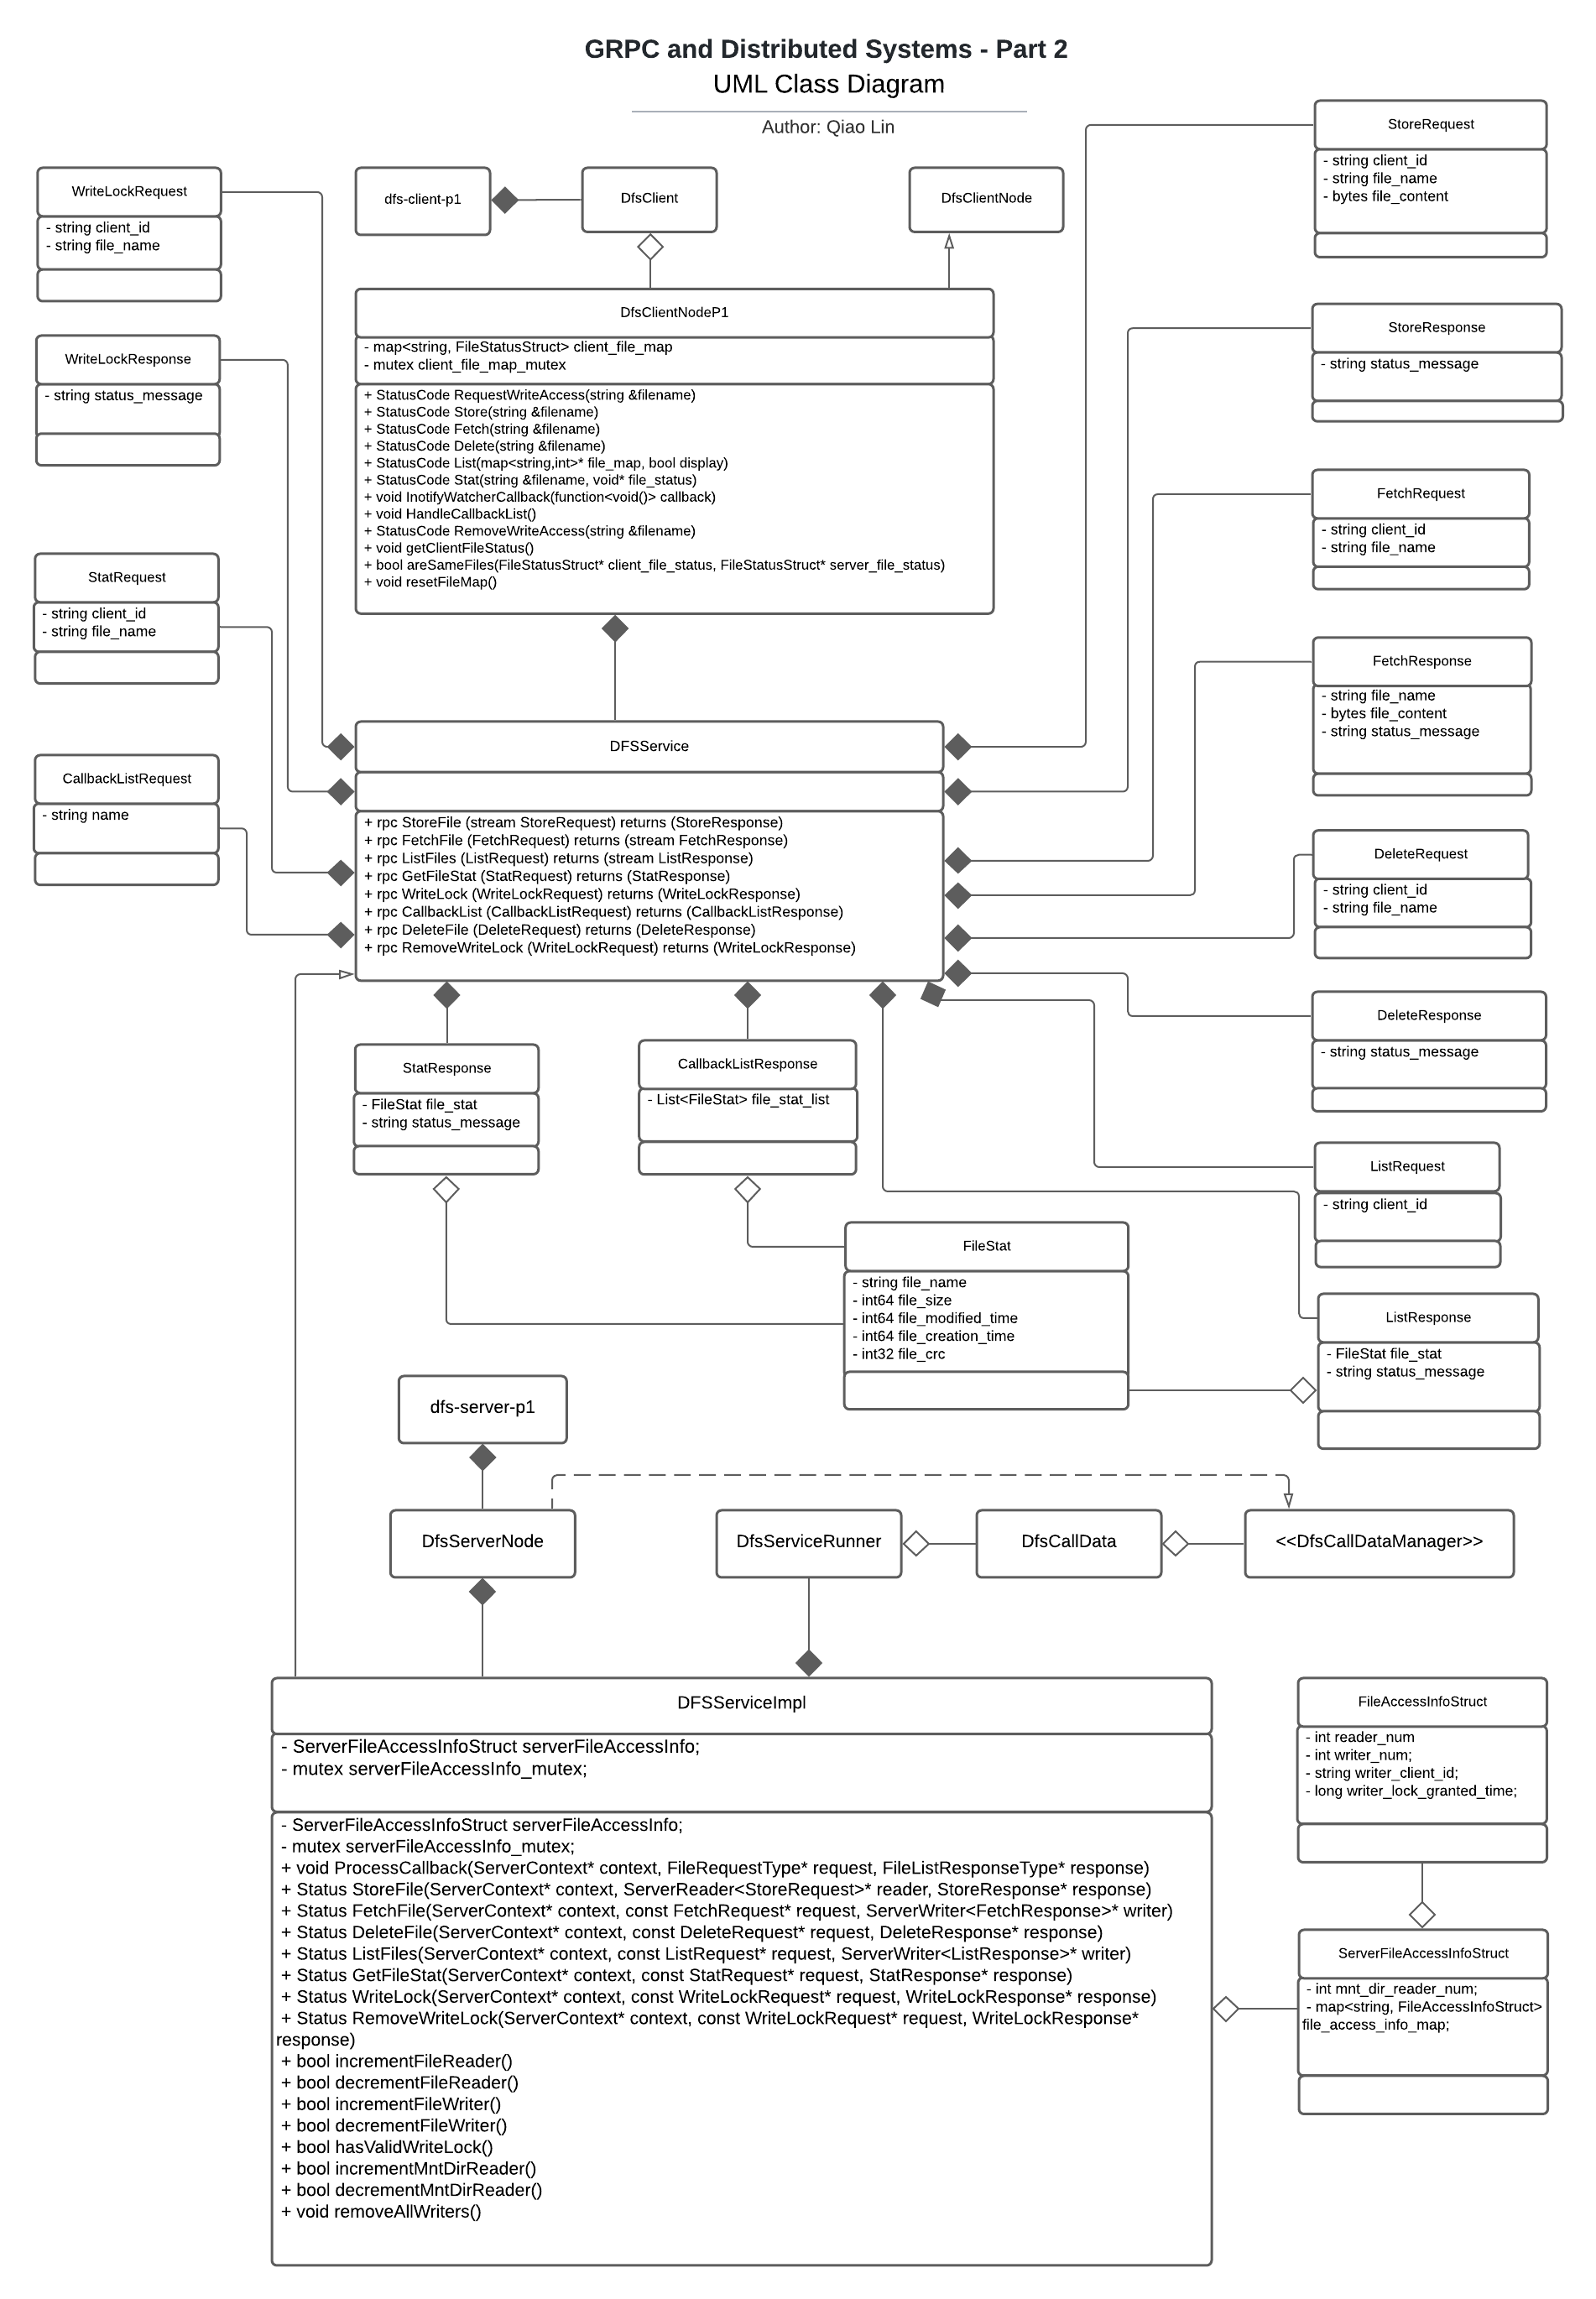 GRPC and Distributed Systems - Part 2
UML Class Diagram
Author: Qiao Lin
WriteLockRequest
- string client_id
- string file_name
WriteLockResponse
- string status_message
StatRequest
- string client_id
- string file_name
CallbackListRequest
- string name
dfs-client-p1
DfsClient
DfsClientNode
DfsClientNodeP1
- map<string, FileStatusStruct> client_file_map
- mutex client_file_map_mutex
+ StatusCode RequestWriteAccess(string &filename)
+ StatusCode Store(string &filename)
+ StatusCode Fetch(string &filename)
+ StatusCode Delete(string &filename)
+ StatusCode List(map<string,int>* file_map, bool display)
+ StatusCode Stat(string &filename, void* file_status)
+ void InotifyWatcherCallback(function<void()> callback)
+ void HandleCallbackList()
+ StatusCode RemoveWriteAccess(string &filename)
+ void getClientFileStatus()
+ bool areSameFiles(FileStatusStruct* client_file_status, FileStatusStruct* server_file_status)
+ void resetFileMap()
DFSService
+ rpc StoreFile (stream StoreRequest) returns (StoreResponse)
+ rpc FetchFile (FetchRequest) returns (stream FetchResponse)
+ rpc ListFiles (ListRequest) returns (stream ListResponse)
+ rpc GetFileStat (StatRequest) returns (StatResponse)
+ rpc WriteLock (WriteLockRequest) returns (WriteLockResponse)
+ rpc CallbackList (CallbackListRequest) returns (CallbackListResponse)
+ rpc DeleteFile (DeleteRequest) returns (DeleteResponse)
+ rpc RemoveWriteLock (WriteLockRequest) returns (WriteLockResponse)
StoreRequest
- string client_id
- string file_name
- bytes file_content
StoreResponse
- string status_message
FetchRequest
- string client_id
- string file_name
FetchResponse
- string file_name
- bytes file_content
- string status_message
DeleteRequest
- string client_id
- string file_name
DeleteResponse
- string status_message
ListRequest
- string client_id
ListResponse
- FileStat file_stat
- string status_message
StatResponse
- FileStat file_stat
- string status_message
CallbackListResponse
- List<FileStat> file_stat_list
FileStat
- string file_name
- int64 file_size
- int64 file_modified_time
- int64 file_creation_time
- int32 file_crc
dfs-server-p1
DfsServerNode
DfsServiceRunner
DfsCallData
<<DfsCallDataManager>>
DFSServiceImpl
- ServerFileAccessInfoStruct serverFileAccessInfo;
- mutex serverFileAccessInfo_mutex;
- ServerFileAccessInfoStruct serverFileAccessInfo;
- mutex serverFileAccessInfo_mutex;
+ void ProcessCallback(ServerContext* context, FileRequestType* request, FileListResponseType* response)
+ Status StoreFile(ServerContext* context, ServerReader<StoreRequest>* reader, StoreResponse* response)
+ Status FetchFile(ServerContext* context, const FetchRequest* request, ServerWriter<FetchResponse>* writer)
+ Status DeleteFile(ServerContext* context, const DeleteRequest* request, DeleteResponse* response)
+ Status ListFiles(ServerContext* context, const ListRequest* request, ServerWriter<ListResponse>* writer)
+ Status GetFileStat(ServerContext* context, const StatRequest* request, StatResponse* response)
+ Status WriteLock(ServerContext* context, const WriteLockRequest* request, WriteLockResponse* response)
+ Status RemoveWriteLock(ServerContext* context, const WriteLockRequest* request, WriteLockResponse*
response)
+ bool incrementFileReader()
+ bool decrementFileReader()
+ bool incrementFileWriter()
+ bool decrementFileWriter()
+ bool hasValidWriteLock()
+ bool incrementMntDirReader()
+ bool decrementMntDirReader()
+ void removeAllWriters()
FileAccessInfoStruct
- int reader_num
- int writer_num;
- string writer_client_id;
- long writer_lock_granted_time;
ServerFileAccessInfoStruct
- int mnt_dir_reader_num;
- map<string, FileAccessInfoStruct>
file_access_info_map;